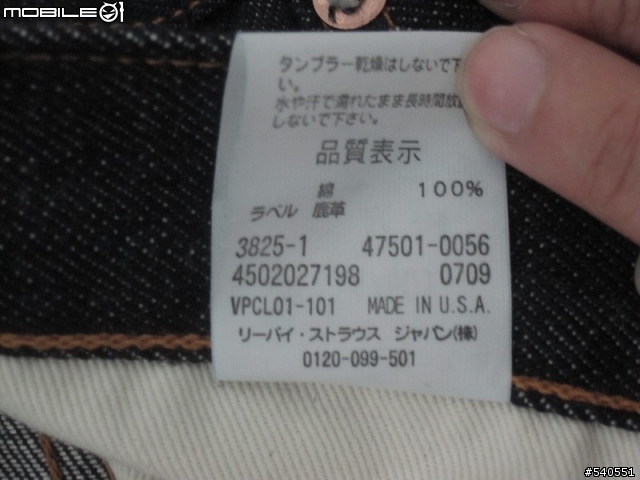 MOBILE01
タンブラー乾燥はしないで下
い。
水や汗で濡れたまま長時間放
しないで下さい。
品質表示
綿 100%
ラベル 鹿革
3825-1 47501-0056
4502027198 0709
VPCL01-101 MADE IN U.S.A.
リーバイ・ストラウス ジャパン(株)
0120-099-501
#540551